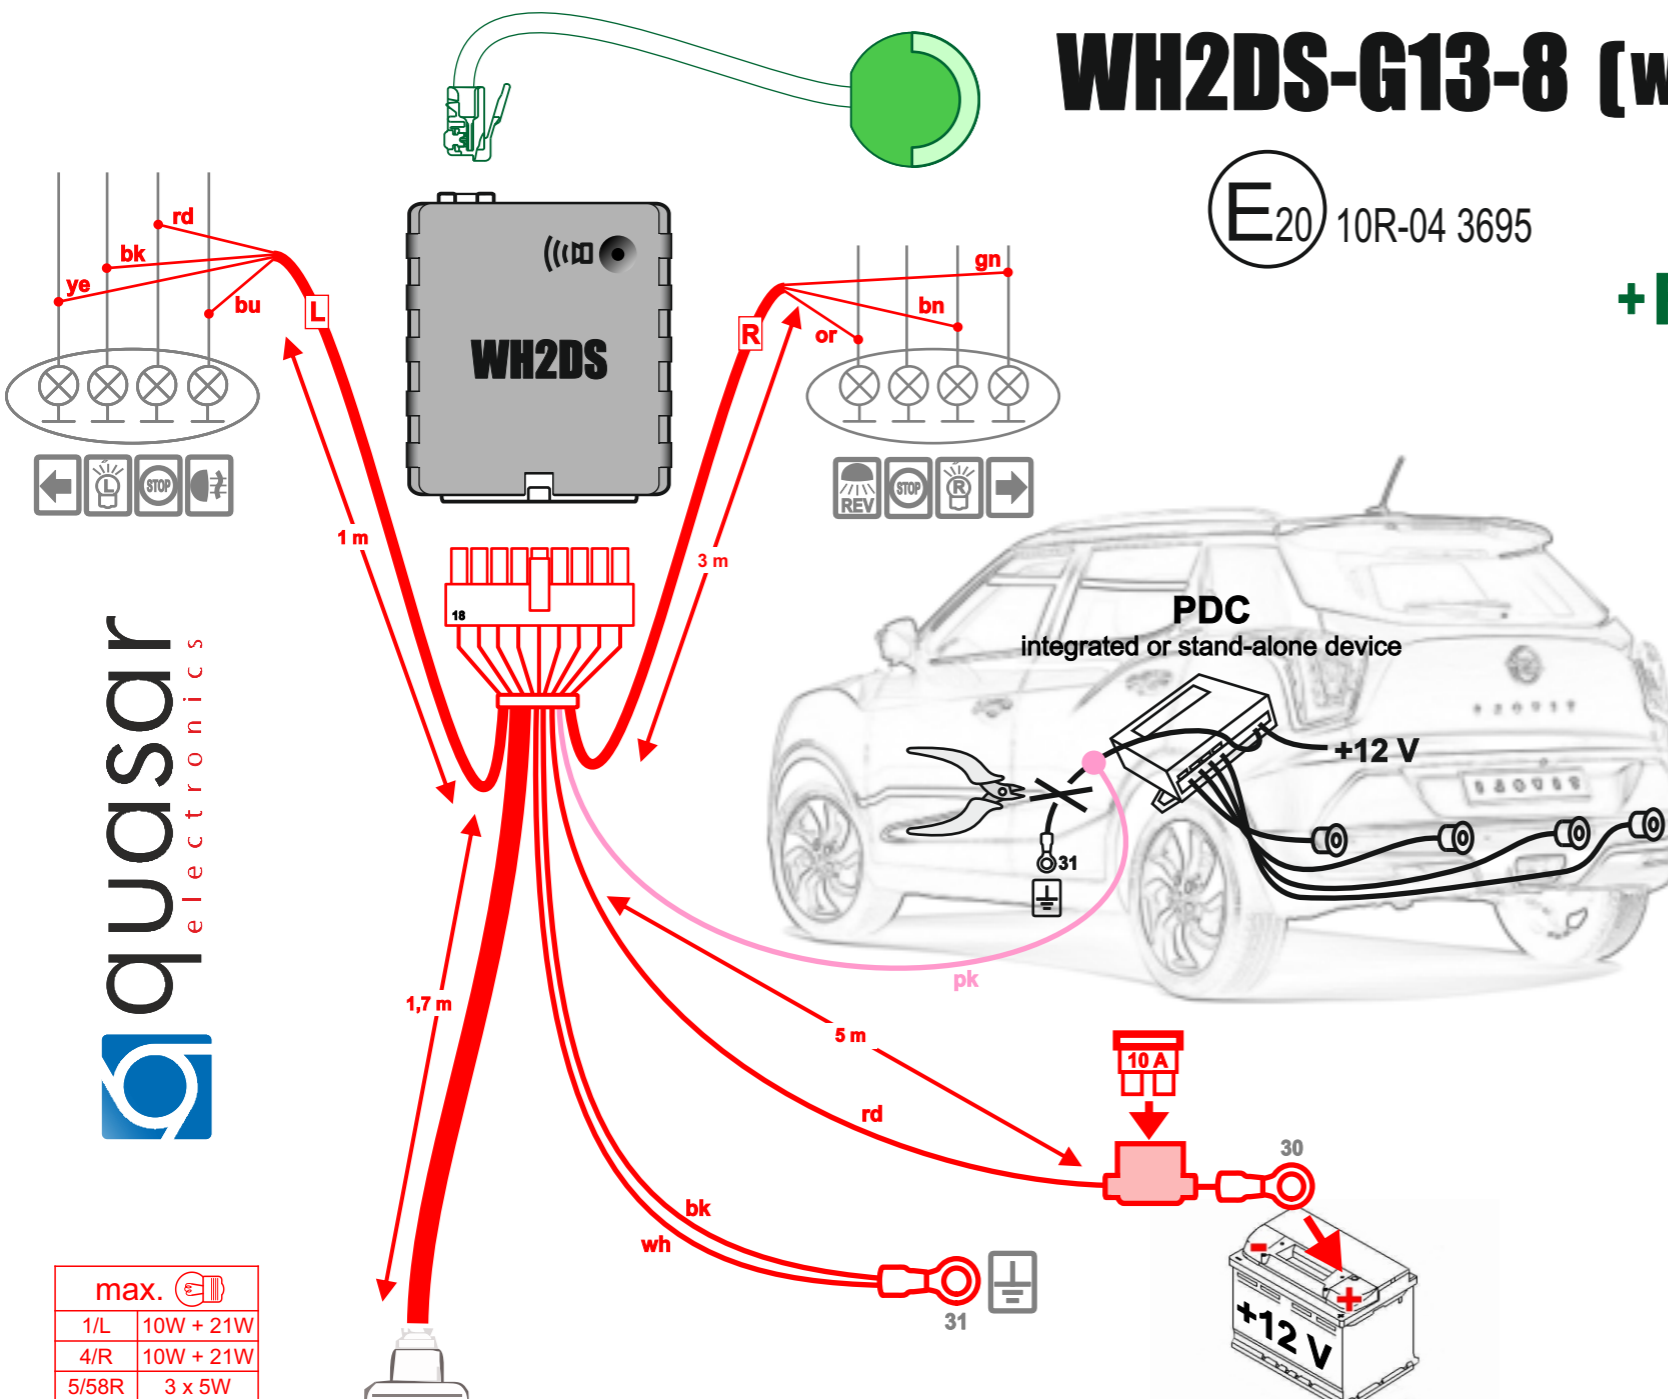 WH2DS-G13-8 (w
E20 10R-04 3695
+
rd
bk
ye
bu
L
WH2DS
gn
bn
or
R
L
STOP
REV
STOP
R
1 m
3 m
18
quasar
electronics
PDC
integrated or stand-alone device
+12 V
31
pk
1,7 m
5 m
10 A
rd
30
bk
wh
31
- +
+12 V
max.
1/L 10W + 21W
4/R 10W + 21W
5/58R 3 x 5W